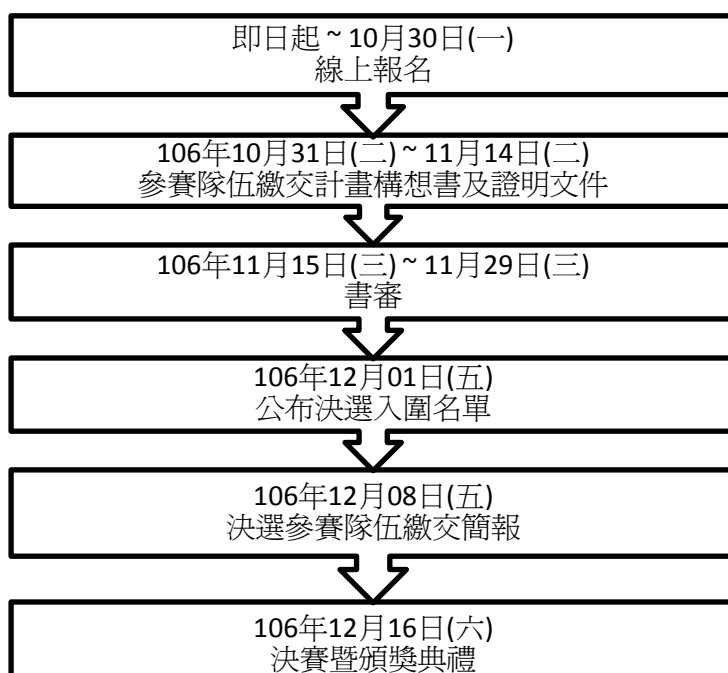 即日起 ~ 10月30日(一)
線上報名
106年10月31日(二) ~ 11月14日(二)
參賽隊伍繳交計畫構想書及證明文件
106年11月15日(三) ~ 11月29日(三)
書審
106年12月01日(五)
公布決選入圍名單
106年12月08日(五)
決選參賽隊伍繳交簡報
106年12月16日(六)
決賽暨頒獎典禮